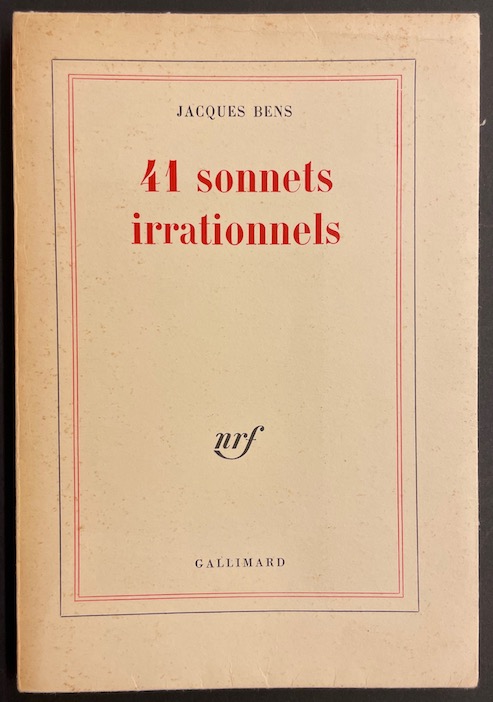 JACQUES BENS
41 sonnets
irrationnels
nrf
GALLIMARD